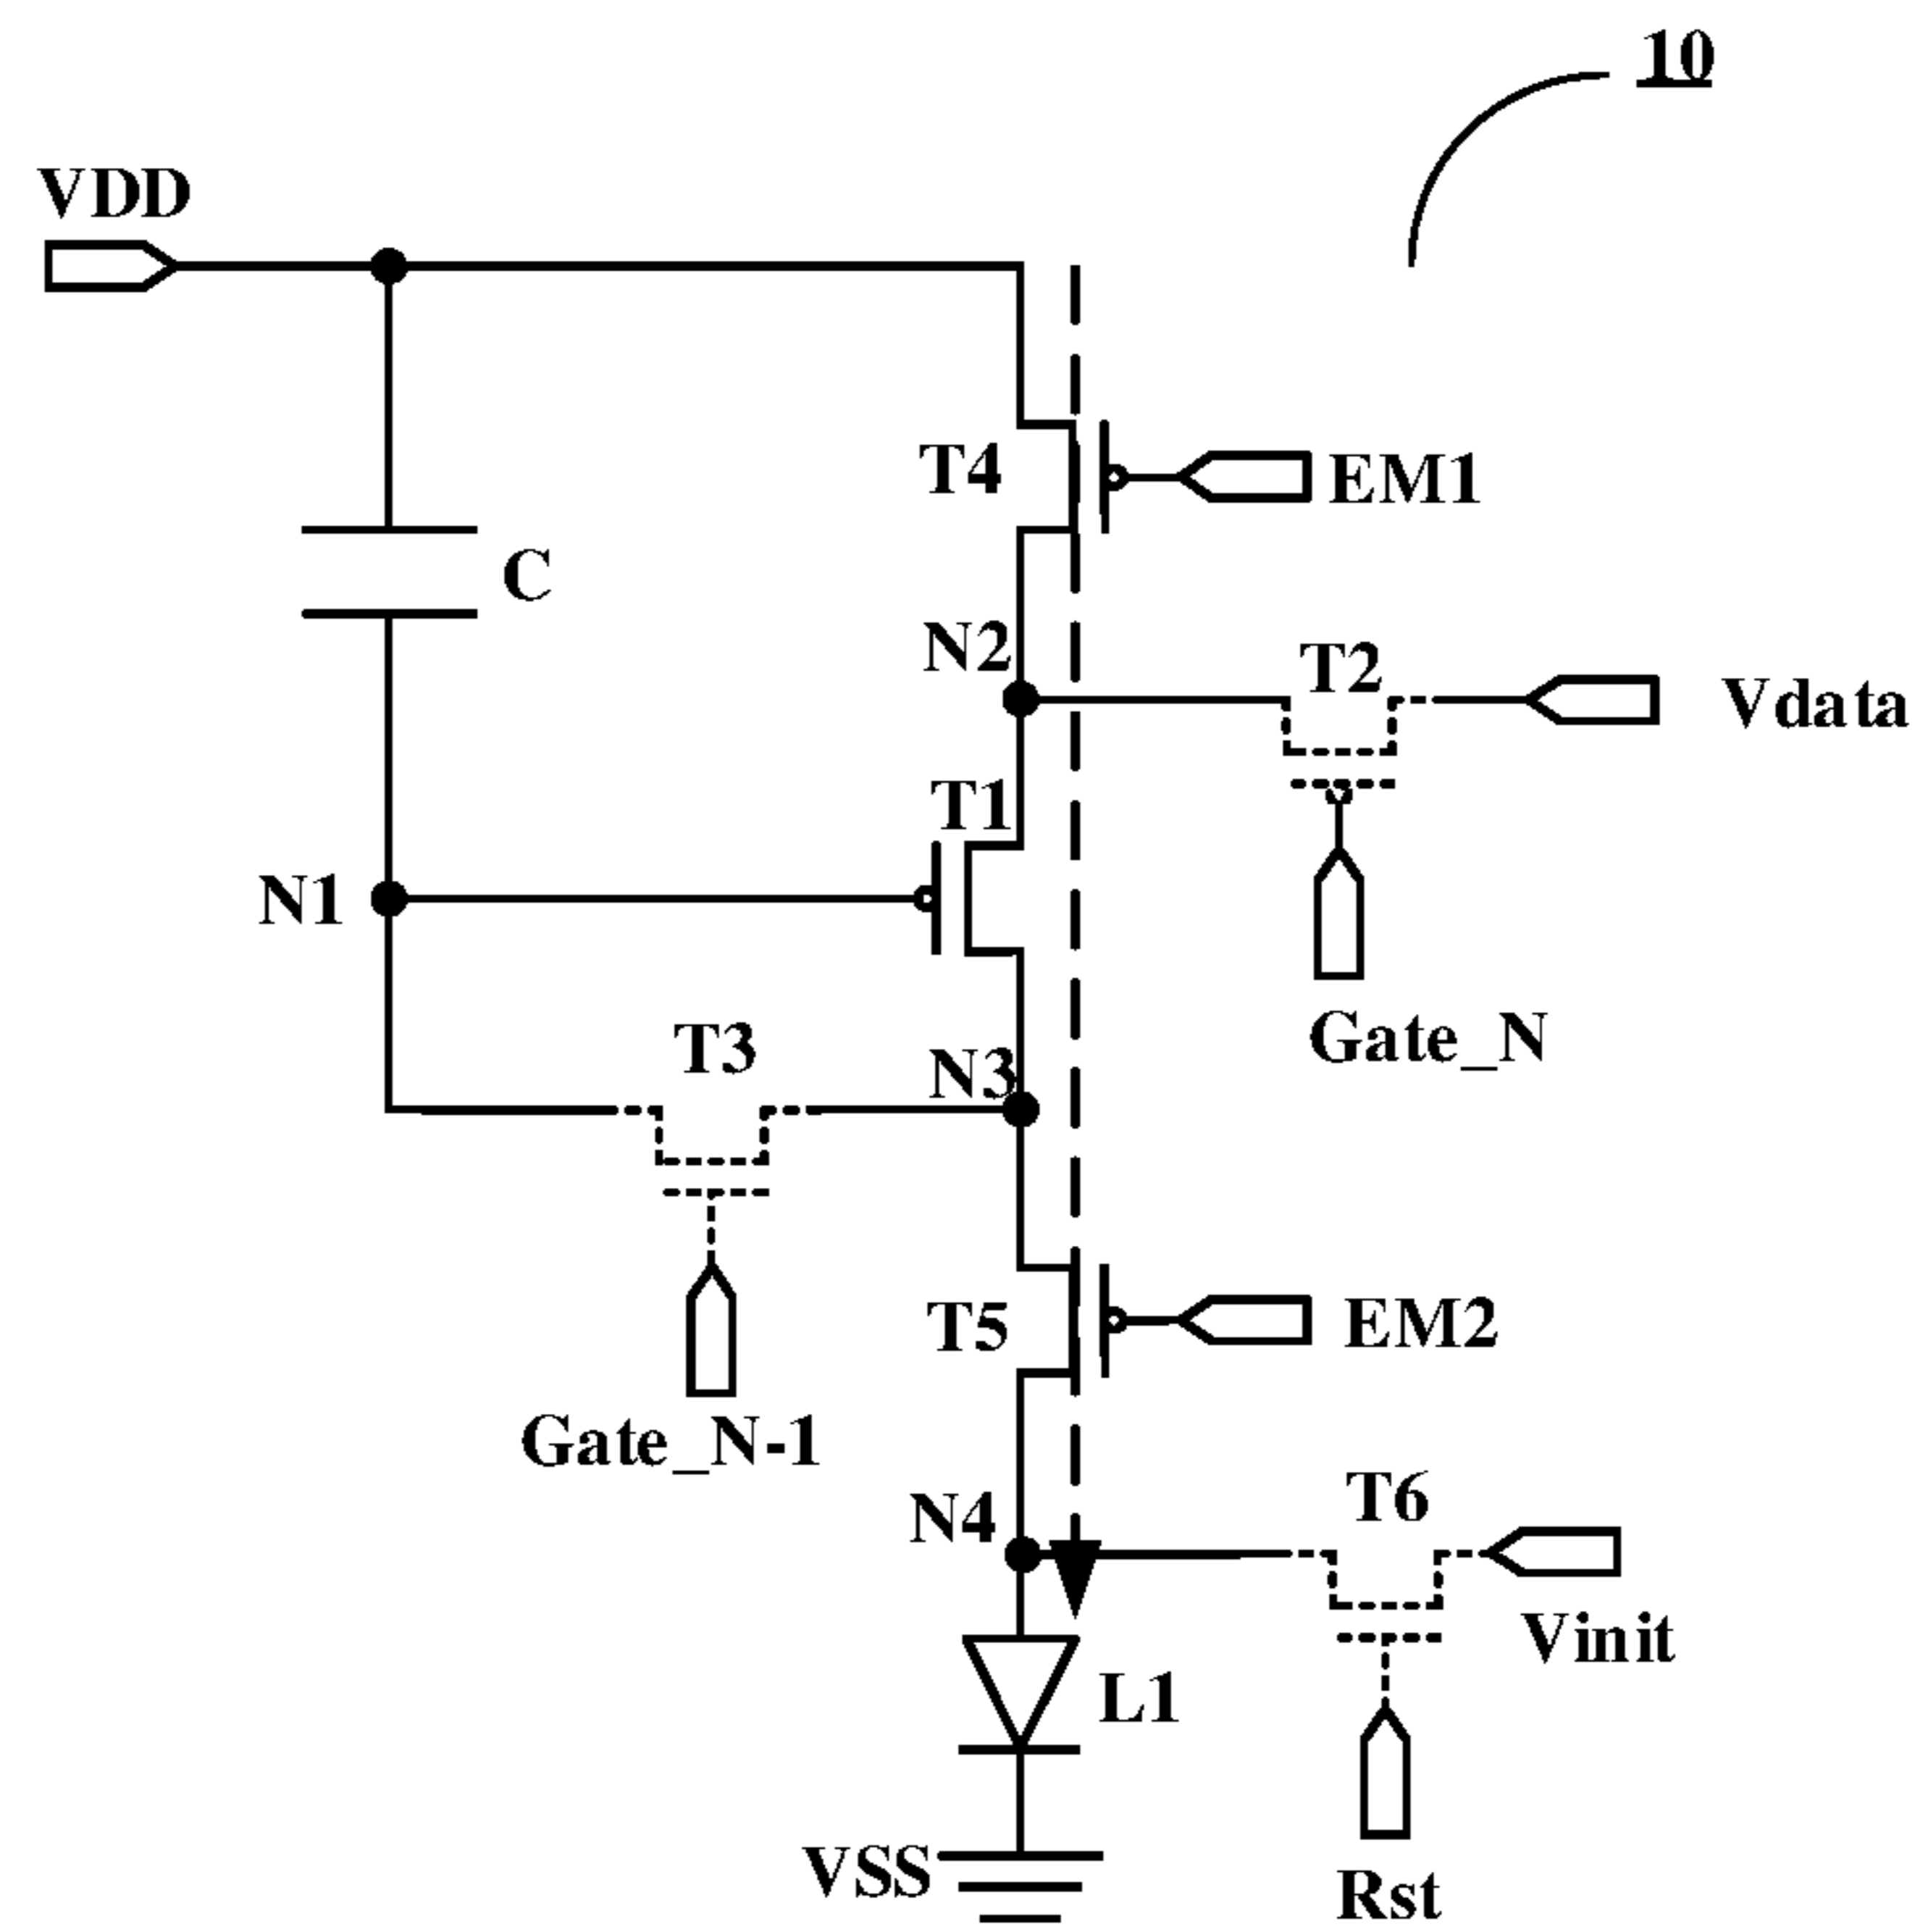 10
VDD
T4
EM1
C
N2
T2
Vdata
T1
N1
Gate_N
T3
N3
T5
EM2
Gate_N-1
N4
T6
Vinit
L1
VSS
Rst